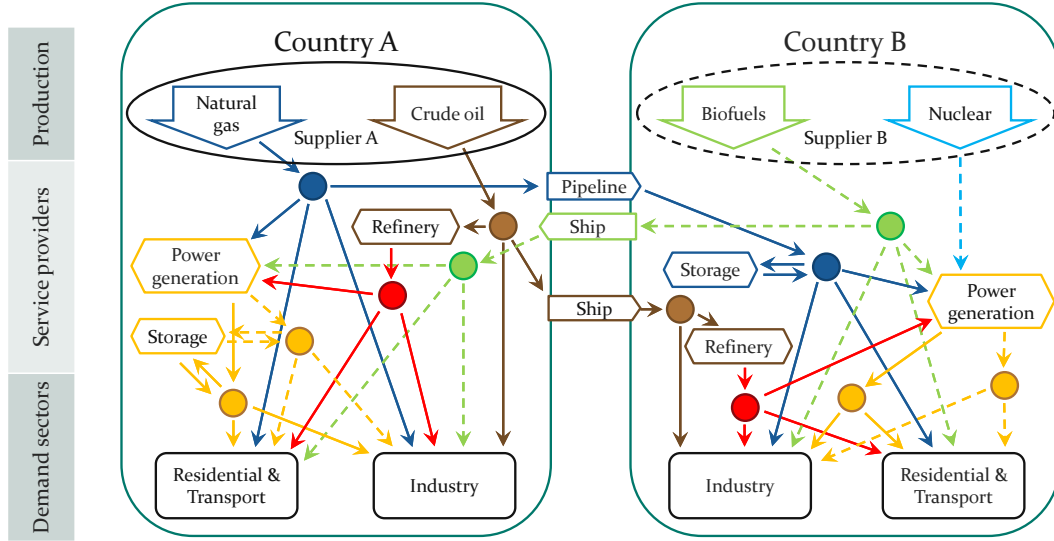 Country A
Country B
Production
Natural
gas
Crude oil
Supplier A
Biofuels
Nuclear
Supplier B
Service providers
Pipeline
Refinery
Ship
Power
generation
Storage
Storage
Power
generation
Ship
Refinery
Demand sectors
Residential &
Transport
Industry
Industry
Residential &
Transport